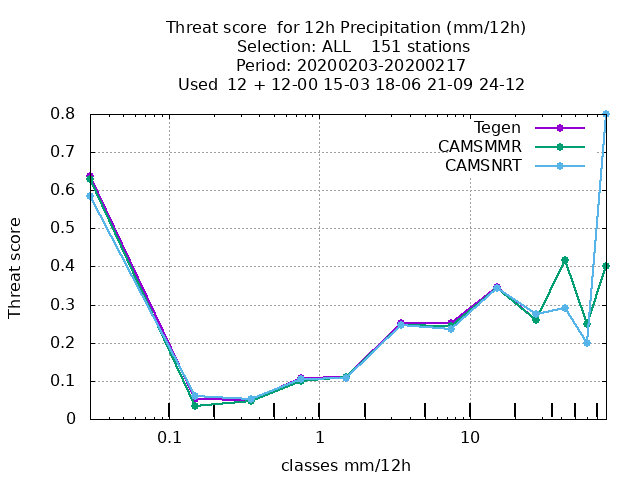 Threat score  for 12h Precipitation (mm/12h)
Selection: ALL    151 stations
Period: 20200203-20200217
Used  12 + 12-00 15-03 18-06 21-09 24-12
Tegen
CAMSMMR
CAMSNRT
0.8
0.7
0.6
0.5
0.4
0.3
0.2
0.1
0
Threat score
0.1
1
10
classes mm/12h